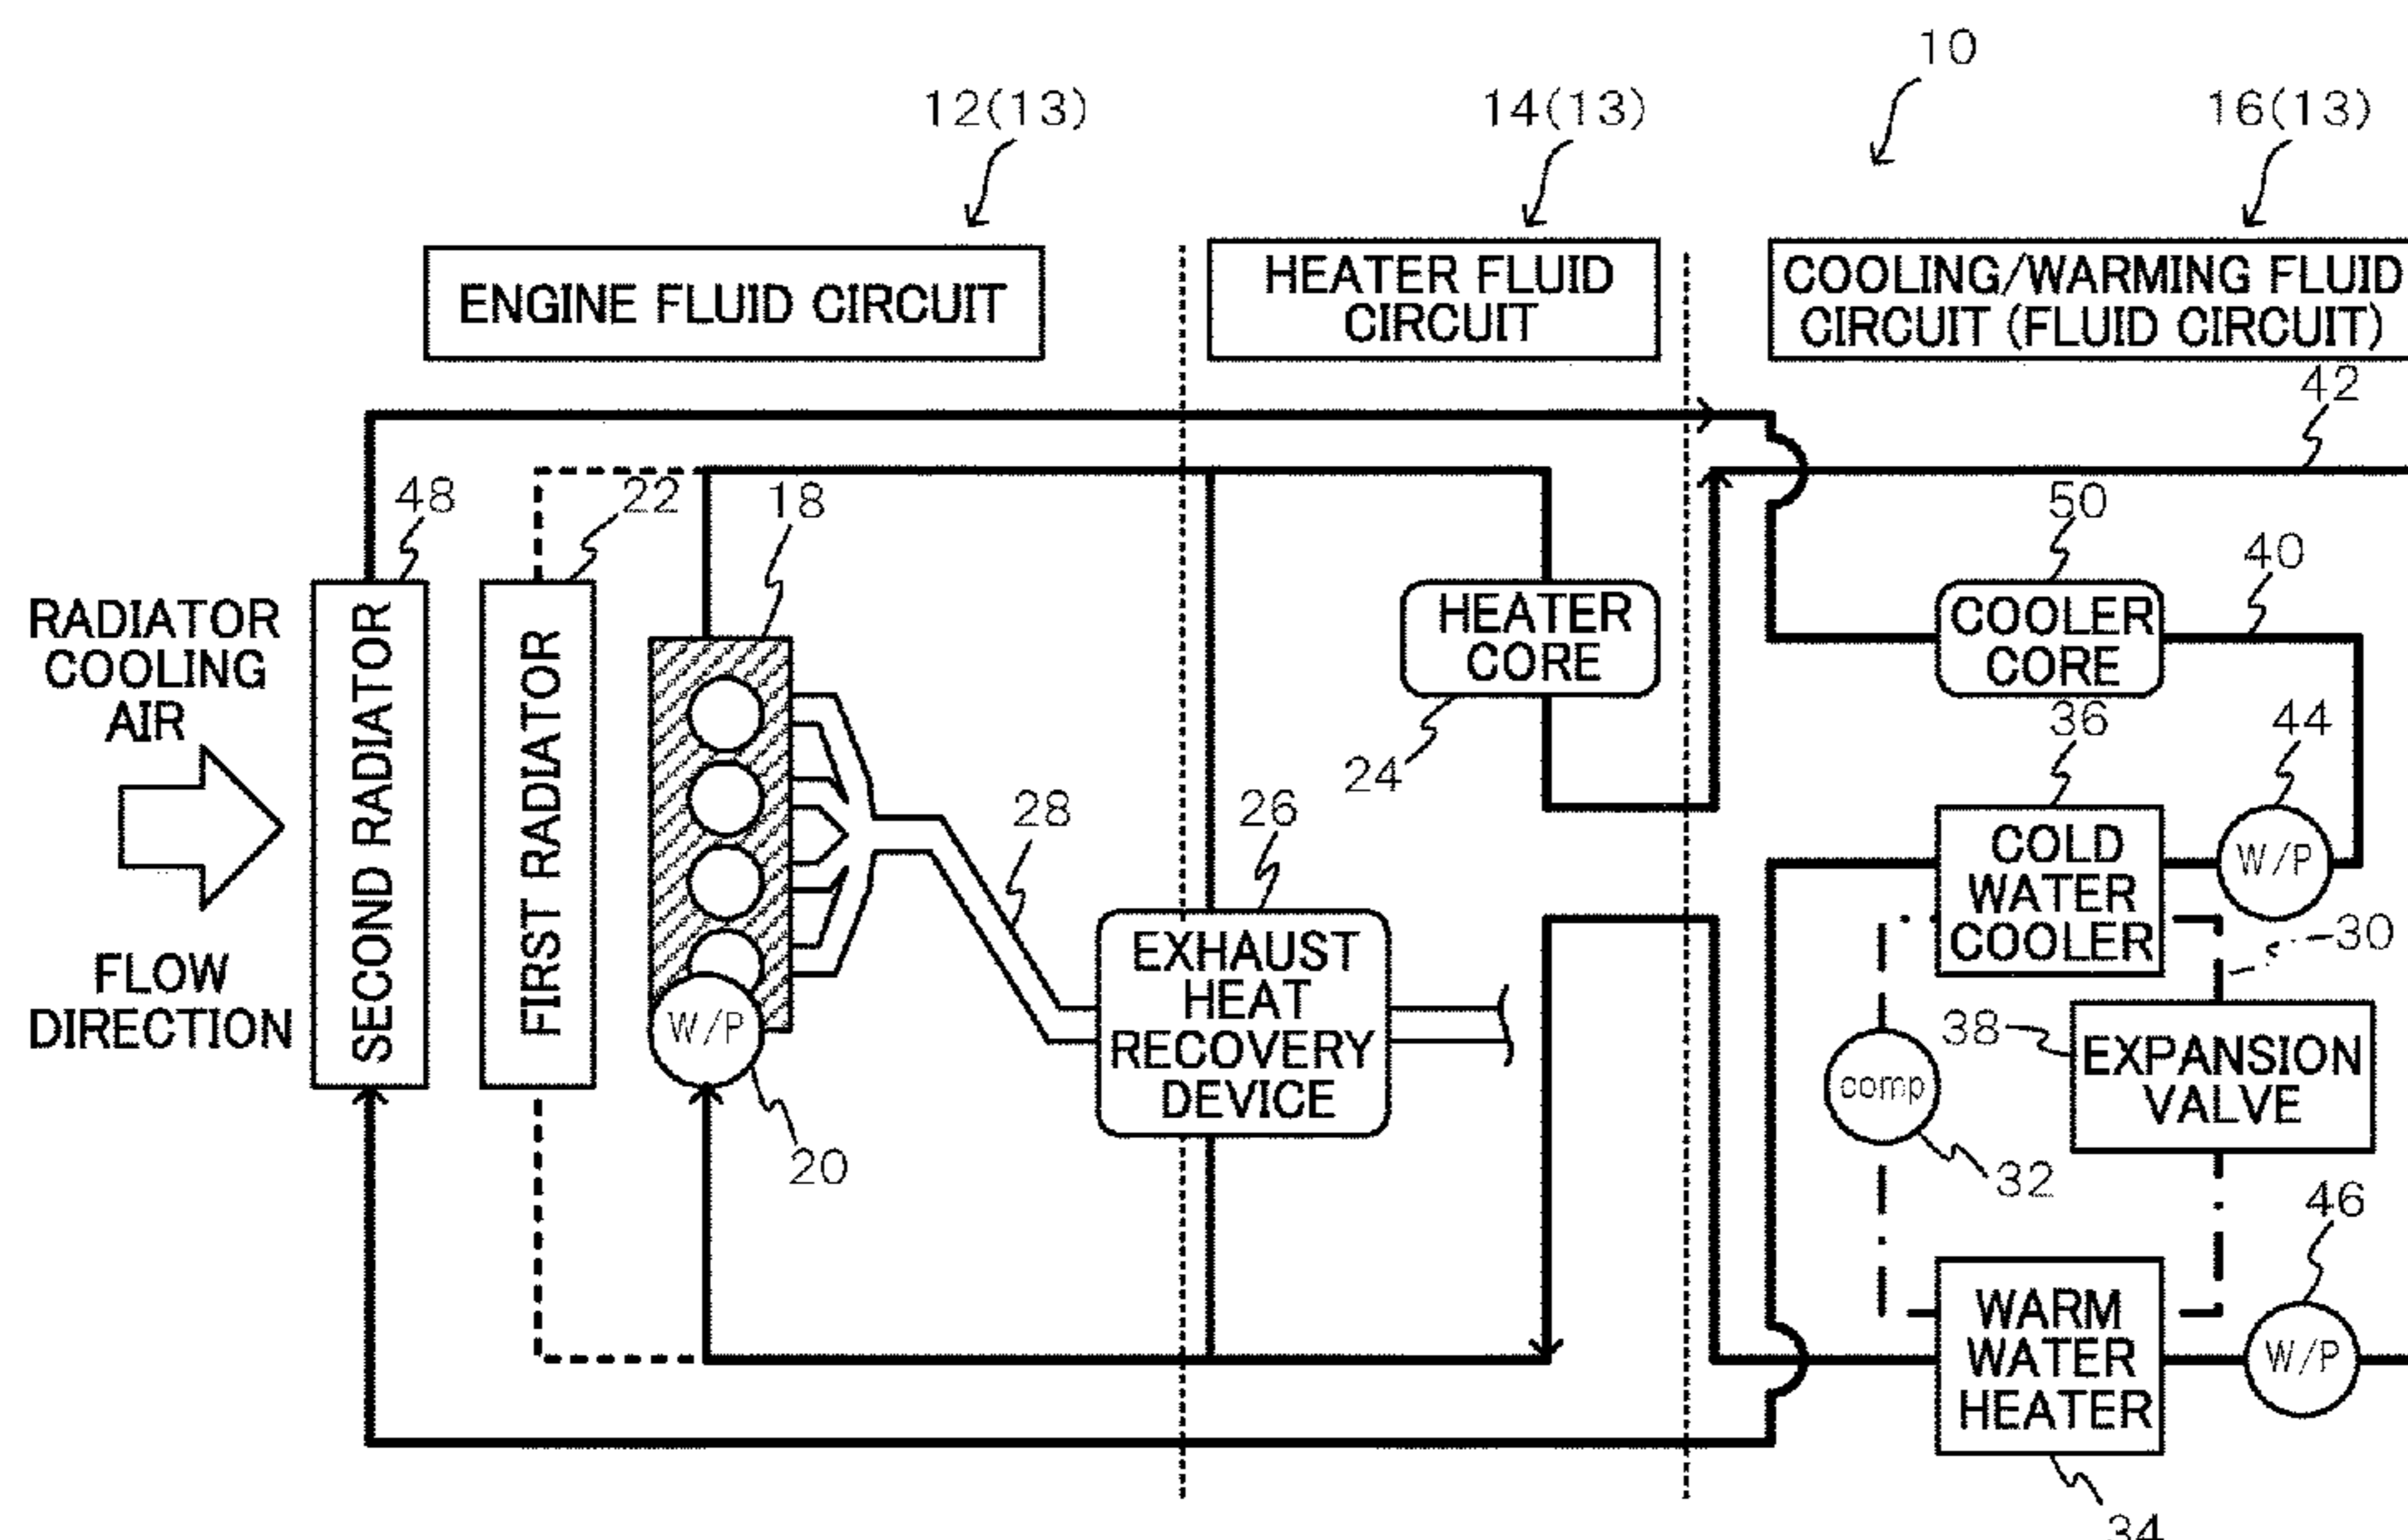 10
12(13)
14(13)
16(13)
ENGINE FLUID CIRCUIT
HEATER FLUID
CIRCUIT
COOLING/WARMING FLUID
CIRCUIT (FLUID CIRCUIT)
42
48
22
18
50
40
RADIATOR
COOLING
AIR
FLOW
DIRECTION
SECOND RADIATOR
FIRST RADIATOR
W/P
20
28
26
EXHAUST
HEAT
RECOVERY
DEVICE
HEATER
CORE
24
COOLER
CORE
36
44
COLD
WATER
COOLER
W/P
30
38
EXPANSION
VALVE
comp
32
46
WARM
WATER
HEATER
W/P
34